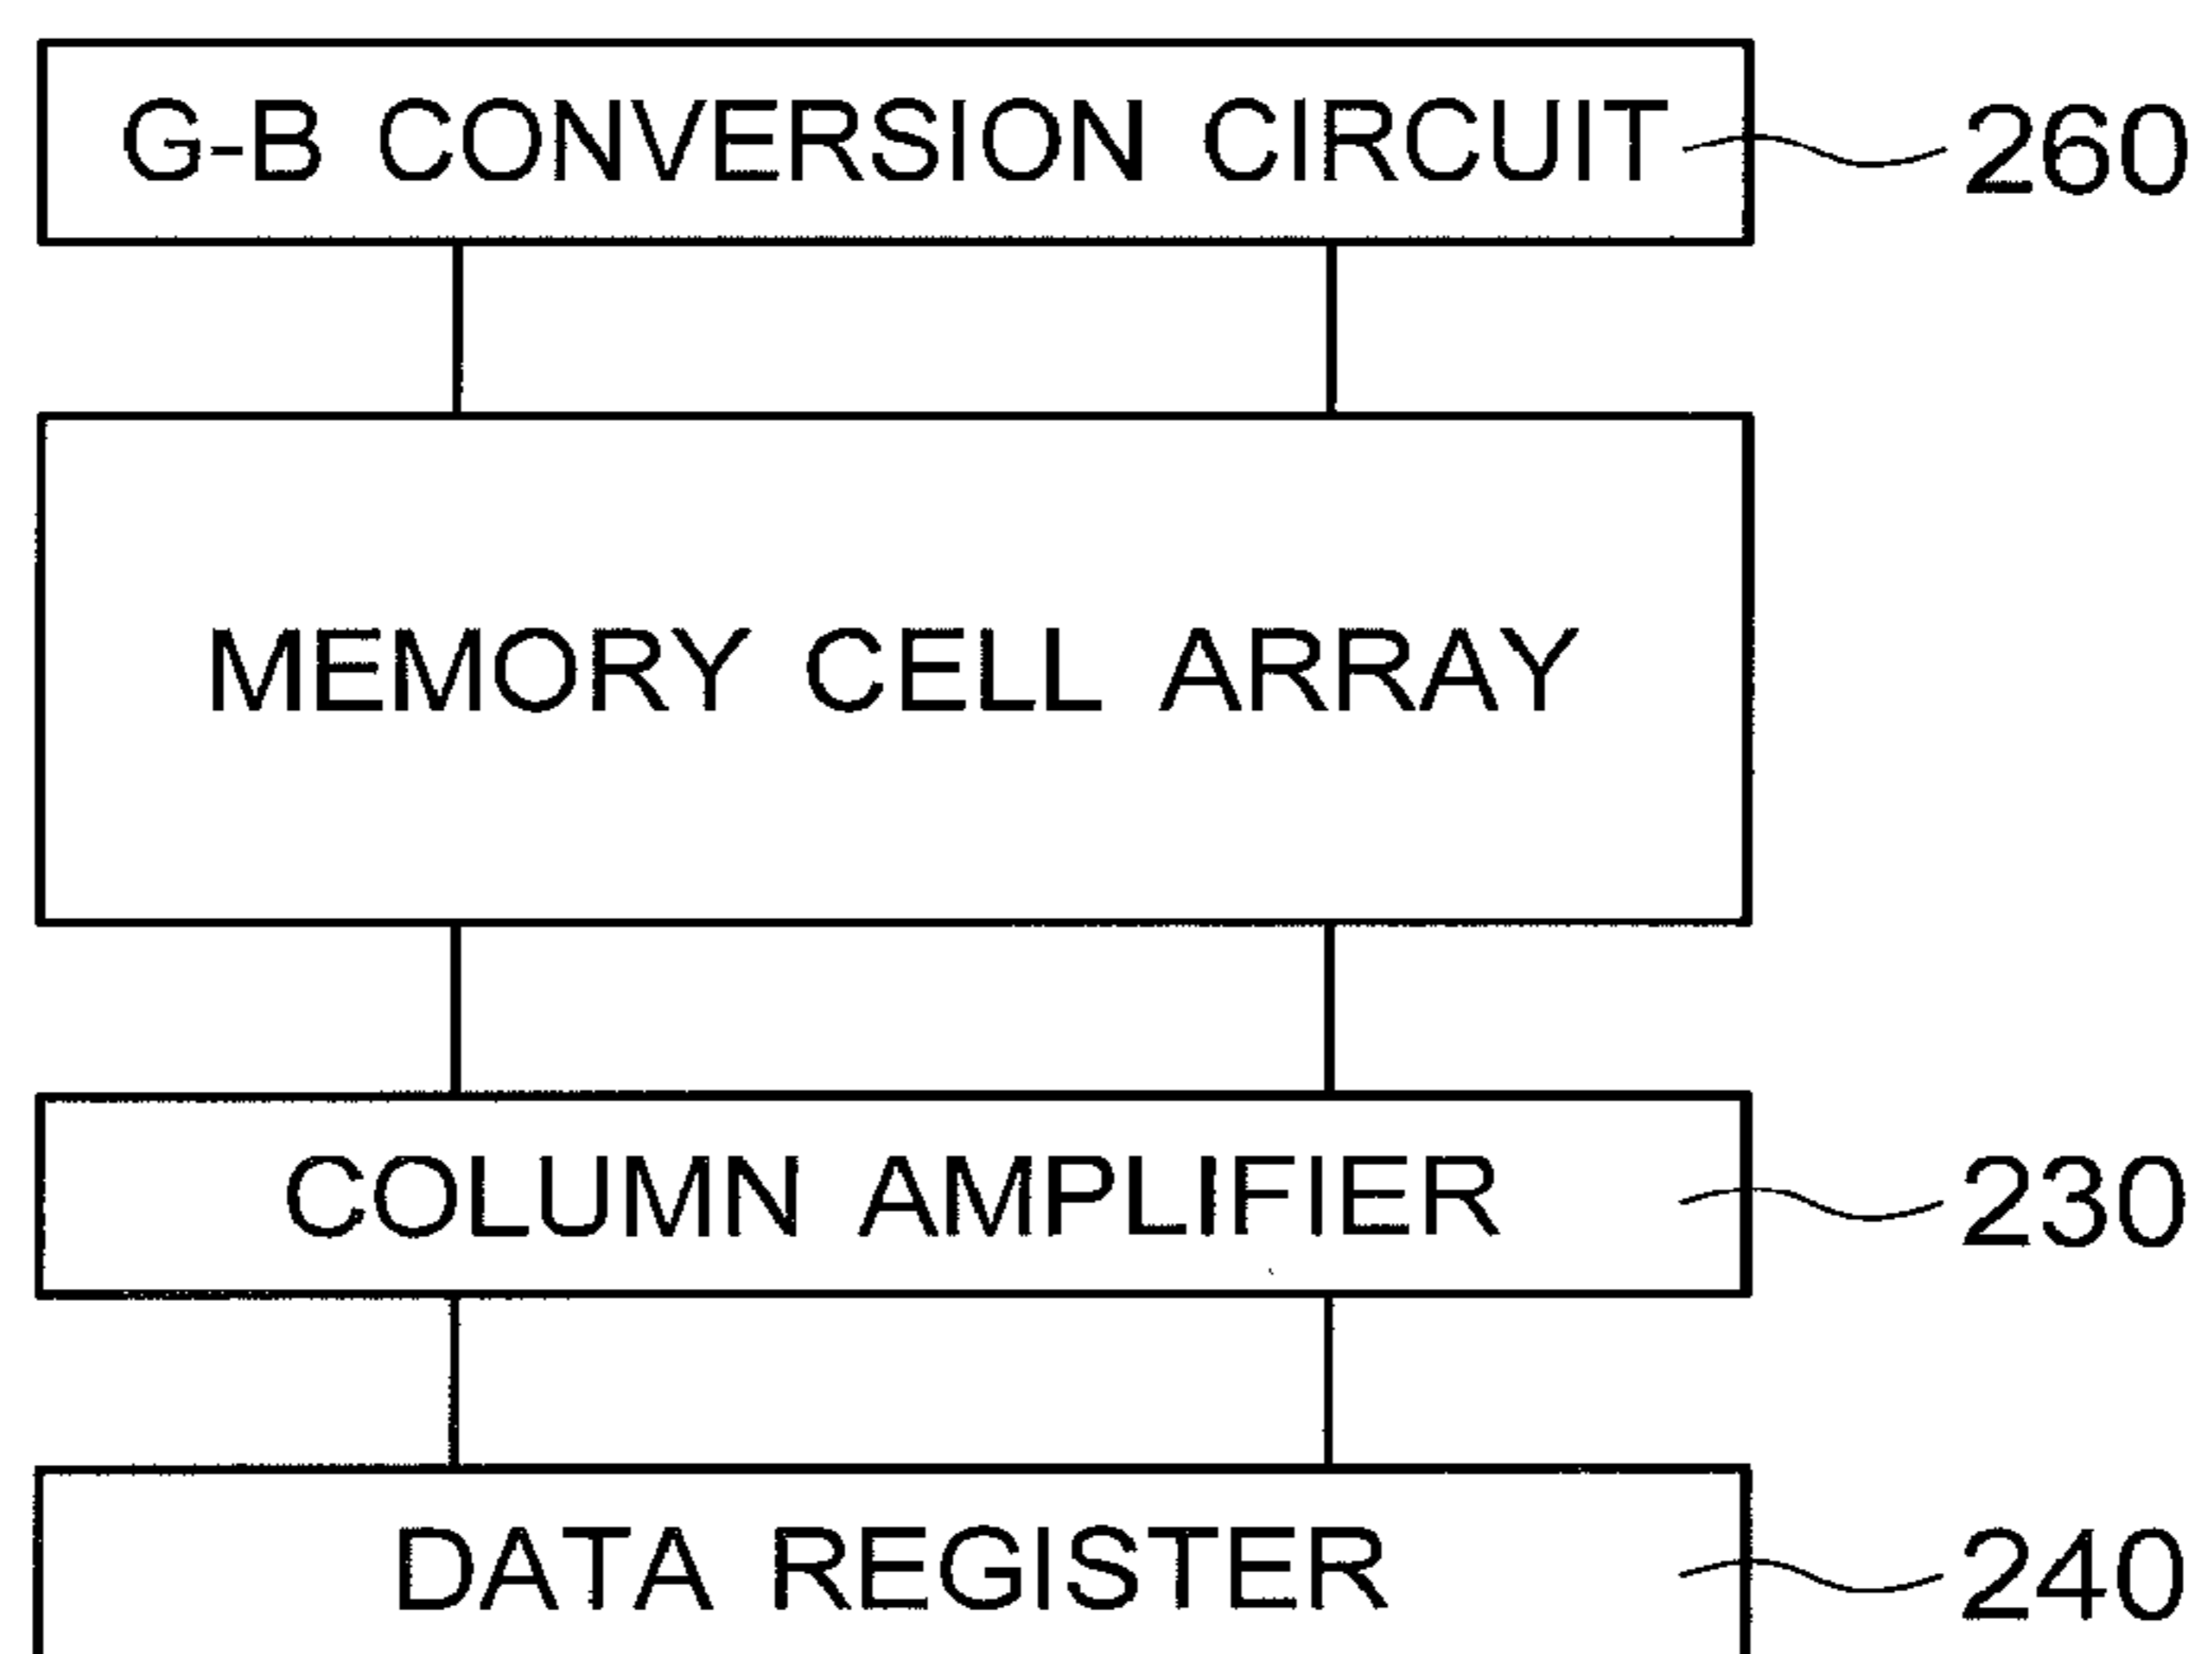 G-B CONVERSION CIRCUIT 260
MEMORY CELL ARRAY
COLUMN AMPLIFIER 230
DATA REGISTER 240